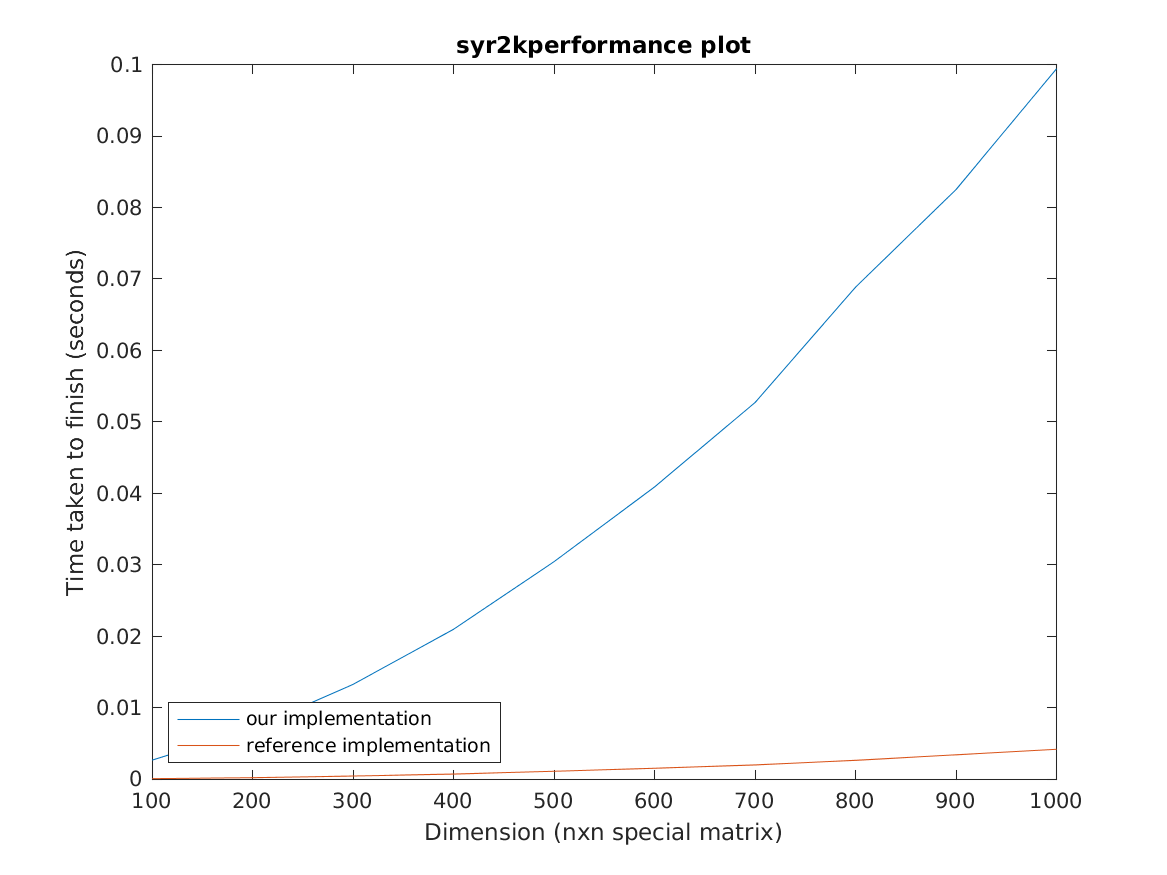 syr2kperformance plot
0.1
0.09
0.08
0.07
0.06
0.05
0.04
0.03
0.02
0.01
0
Time taken to finish (seconds)
our implementation
reference implementation
100 200 300 400 500 600 700 800 900 1000
Dimension (nxn special matrix)